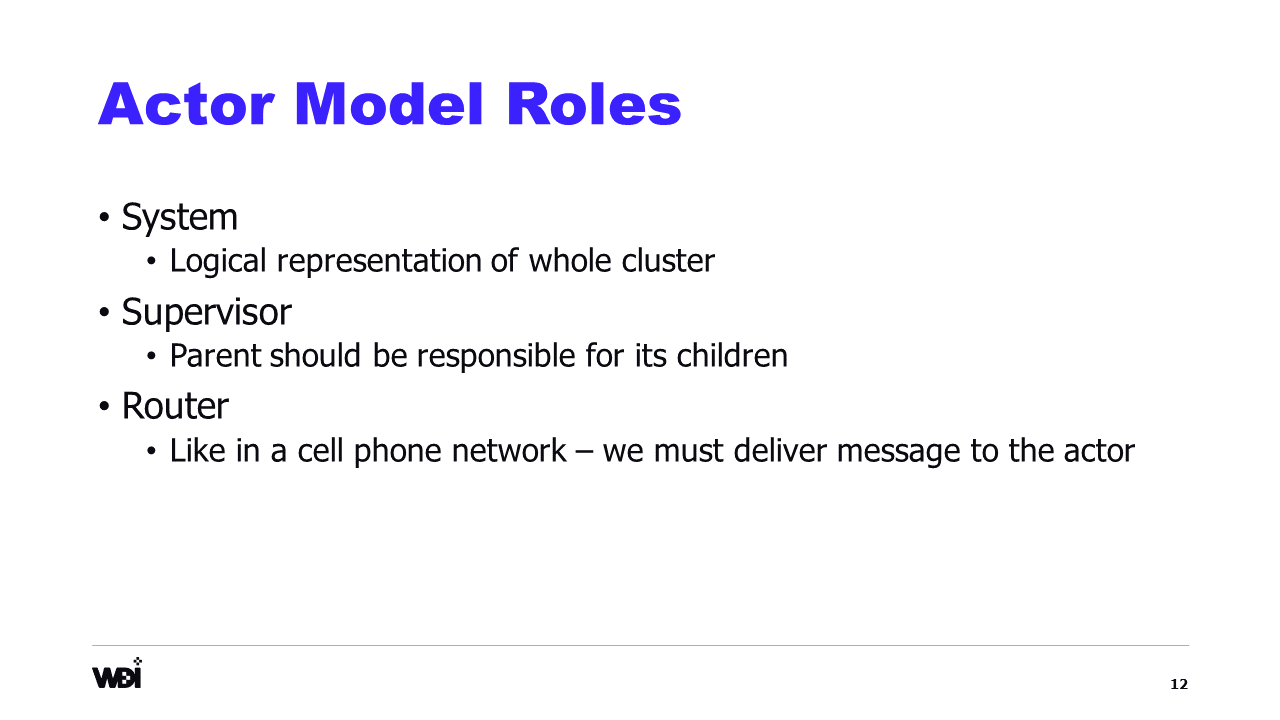 Actor Model Roles
• System
• Logical representation of whole cluster
• Supervisor
• Parent should be responsible for its children
• Router
• Like in a cell phone network – we must deliver message to the actor
WDI
12